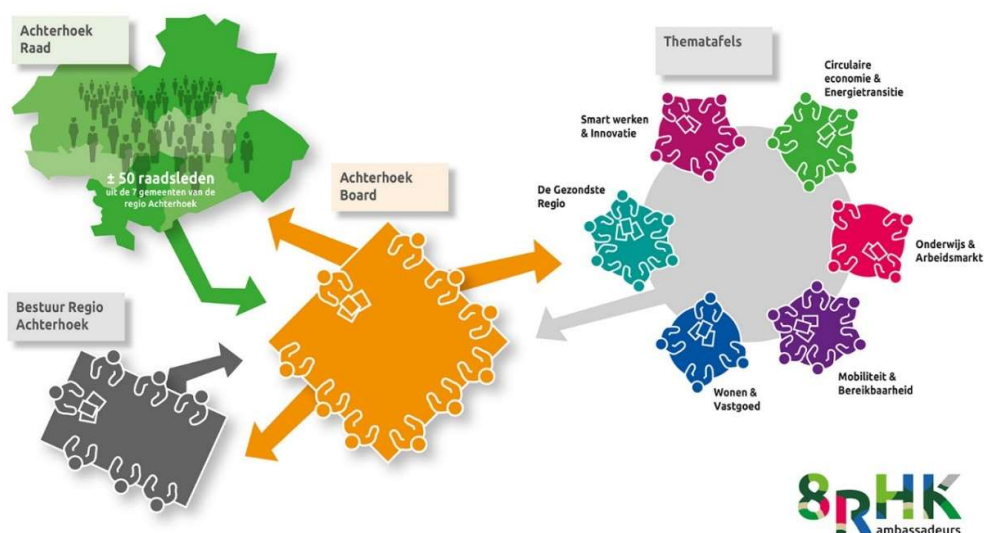 Achterhoek
Raad
± 50 raadsleden
uit de 7 gemeenten van de
regio Achterhoek
Bestuur Regio
Achterhoek
Achterhoek
Board
Thematafels
Circulaire
economie &
Energietransitie
Smart werken
& Innovatie
De Gezondste
Regio
Onderwijs &
Arbeidsmarkt
Mobiliteit &
Bereikbaarheid
Wonen &
Vastgoed
8RHK
ambassadeurs